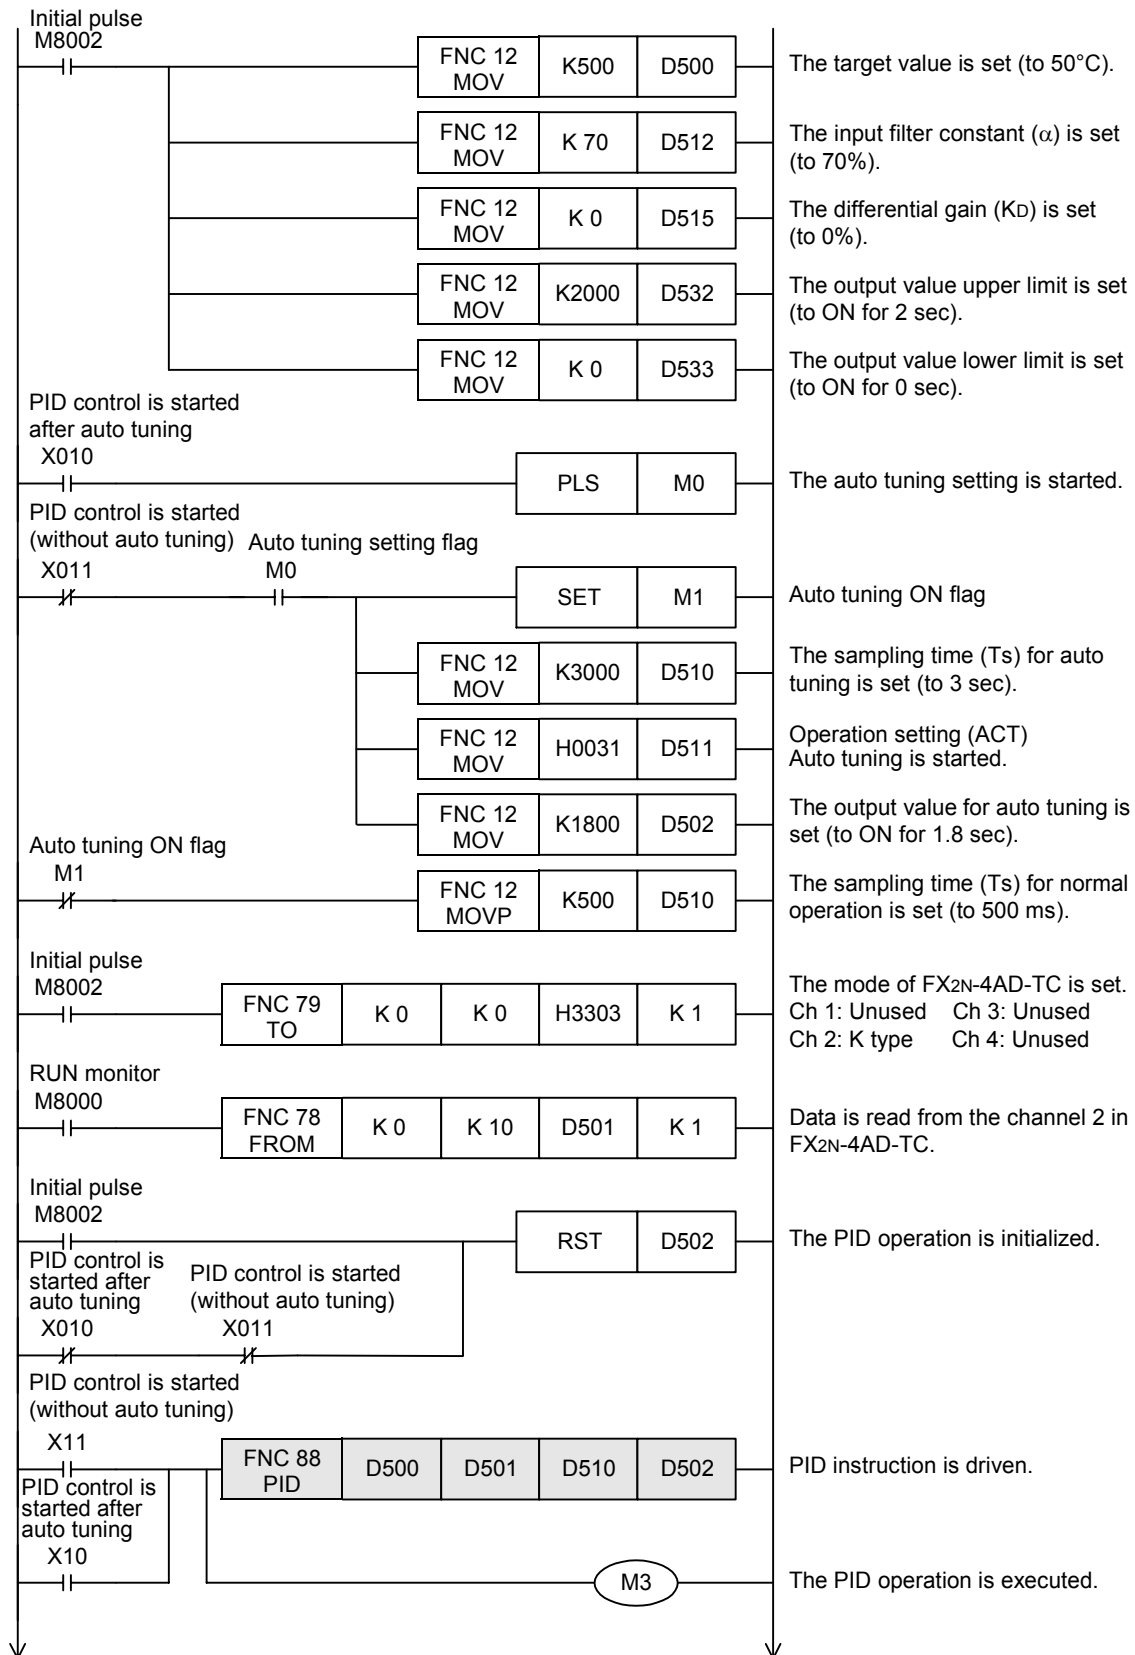 Initial pulse
M8002
FNC 12
MOV
K500
D500
The target value is set (to 50°C).
FNC 12
MOV
K 70
D512
The input filter constant (α) is set
(to 70%).
FNC 12
MOV
K 0
D515
The differential gain (KD) is set
(to 0%).
FNC 12
MOV
K2000
D532
The output value upper limit is set
(to ON for 2 sec).
FNC 12
MOV
K 0
D533
The output value lower limit is set
(to ON for 0 sec).
PID control is started
after auto tuning
X010
PLS
M0
The auto tuning setting is started.
PID control is started
(without auto tuning)
X011
Auto tuning setting flag
M0
SET
M1
Auto tuning ON flag
FNC 12
MOV
K3000
D510
The sampling time (Ts) for auto
tuning is set (to 3 sec).
FNC 12
MOV
H0031
D511
Operation setting (ACT)
Auto tuning is started.
FNC 12
MOV
K1800
D502
The output value for auto tuning is
set (to ON for 1.8 sec).
Auto tuning ON flag
M1
FNC 12
MOVP
K500
D510
The sampling time (Ts) for normal
operation is set (to 500 ms).
Initial pulse
M8002
FNC 79
TO
K 0
K 0
H3303
K 1
The mode of FX2N-4AD-TC is set.
Ch 1: Unused Ch 3: Unused
Ch 2: K type Ch 4: Unused
RUN monitor
M8000
FNC 78
FROM
K 0
K 10
D501
K 1
Data is read from the channel 2 in
FX2N-4AD-TC.
Initial pulse
M8002
RST
D502
The PID operation is initialized.
PID control is
started after
auto tuning
X010
PID control is started
(without auto tuning)
X011
PID control is started
(without auto tuning)
X11
FNC 88
PID
D500
D501
D510
D502
PID instruction is driven.
PID control is
started after
auto tuning
X10
M3
The PID operation is executed.